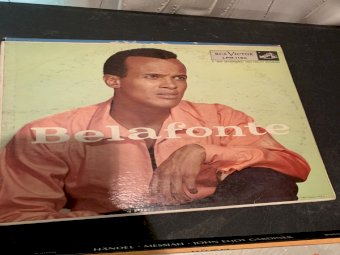 RCA VICTOR
LPM-1150
Belafonte
HANDEL · MESSIAH · JOHN ELIOT GARDINER